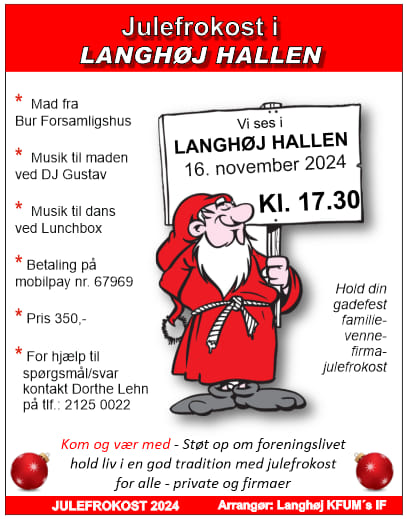 Julefrokost i
LANGHØJ HALLEN
* Mad fra
Bur Forsamligshus
* Musik til maden
ved DJ Gustav
* Musik til dans
ved Lunchbox
* Betaling på
mobilpay nr. 67969
* Pris 350,-
* For hjælp til
spørgsmål/svar
kontakt Dorthe Lehn
på tlf.: 2125 0022
Vi ses i
LANGHØJ HALLEN
16. november 2024
Kl. 17.30
Hold din
gadefest
familie-
venne-
firma-
julefrokost
Kom og vær med - Støt op om foreningslivet
hold liv i en god tradition med julefrokost
for alle - private og firmaer
JULEFROKOST 2024 Arrangør: Langhøj KFUM´s IF